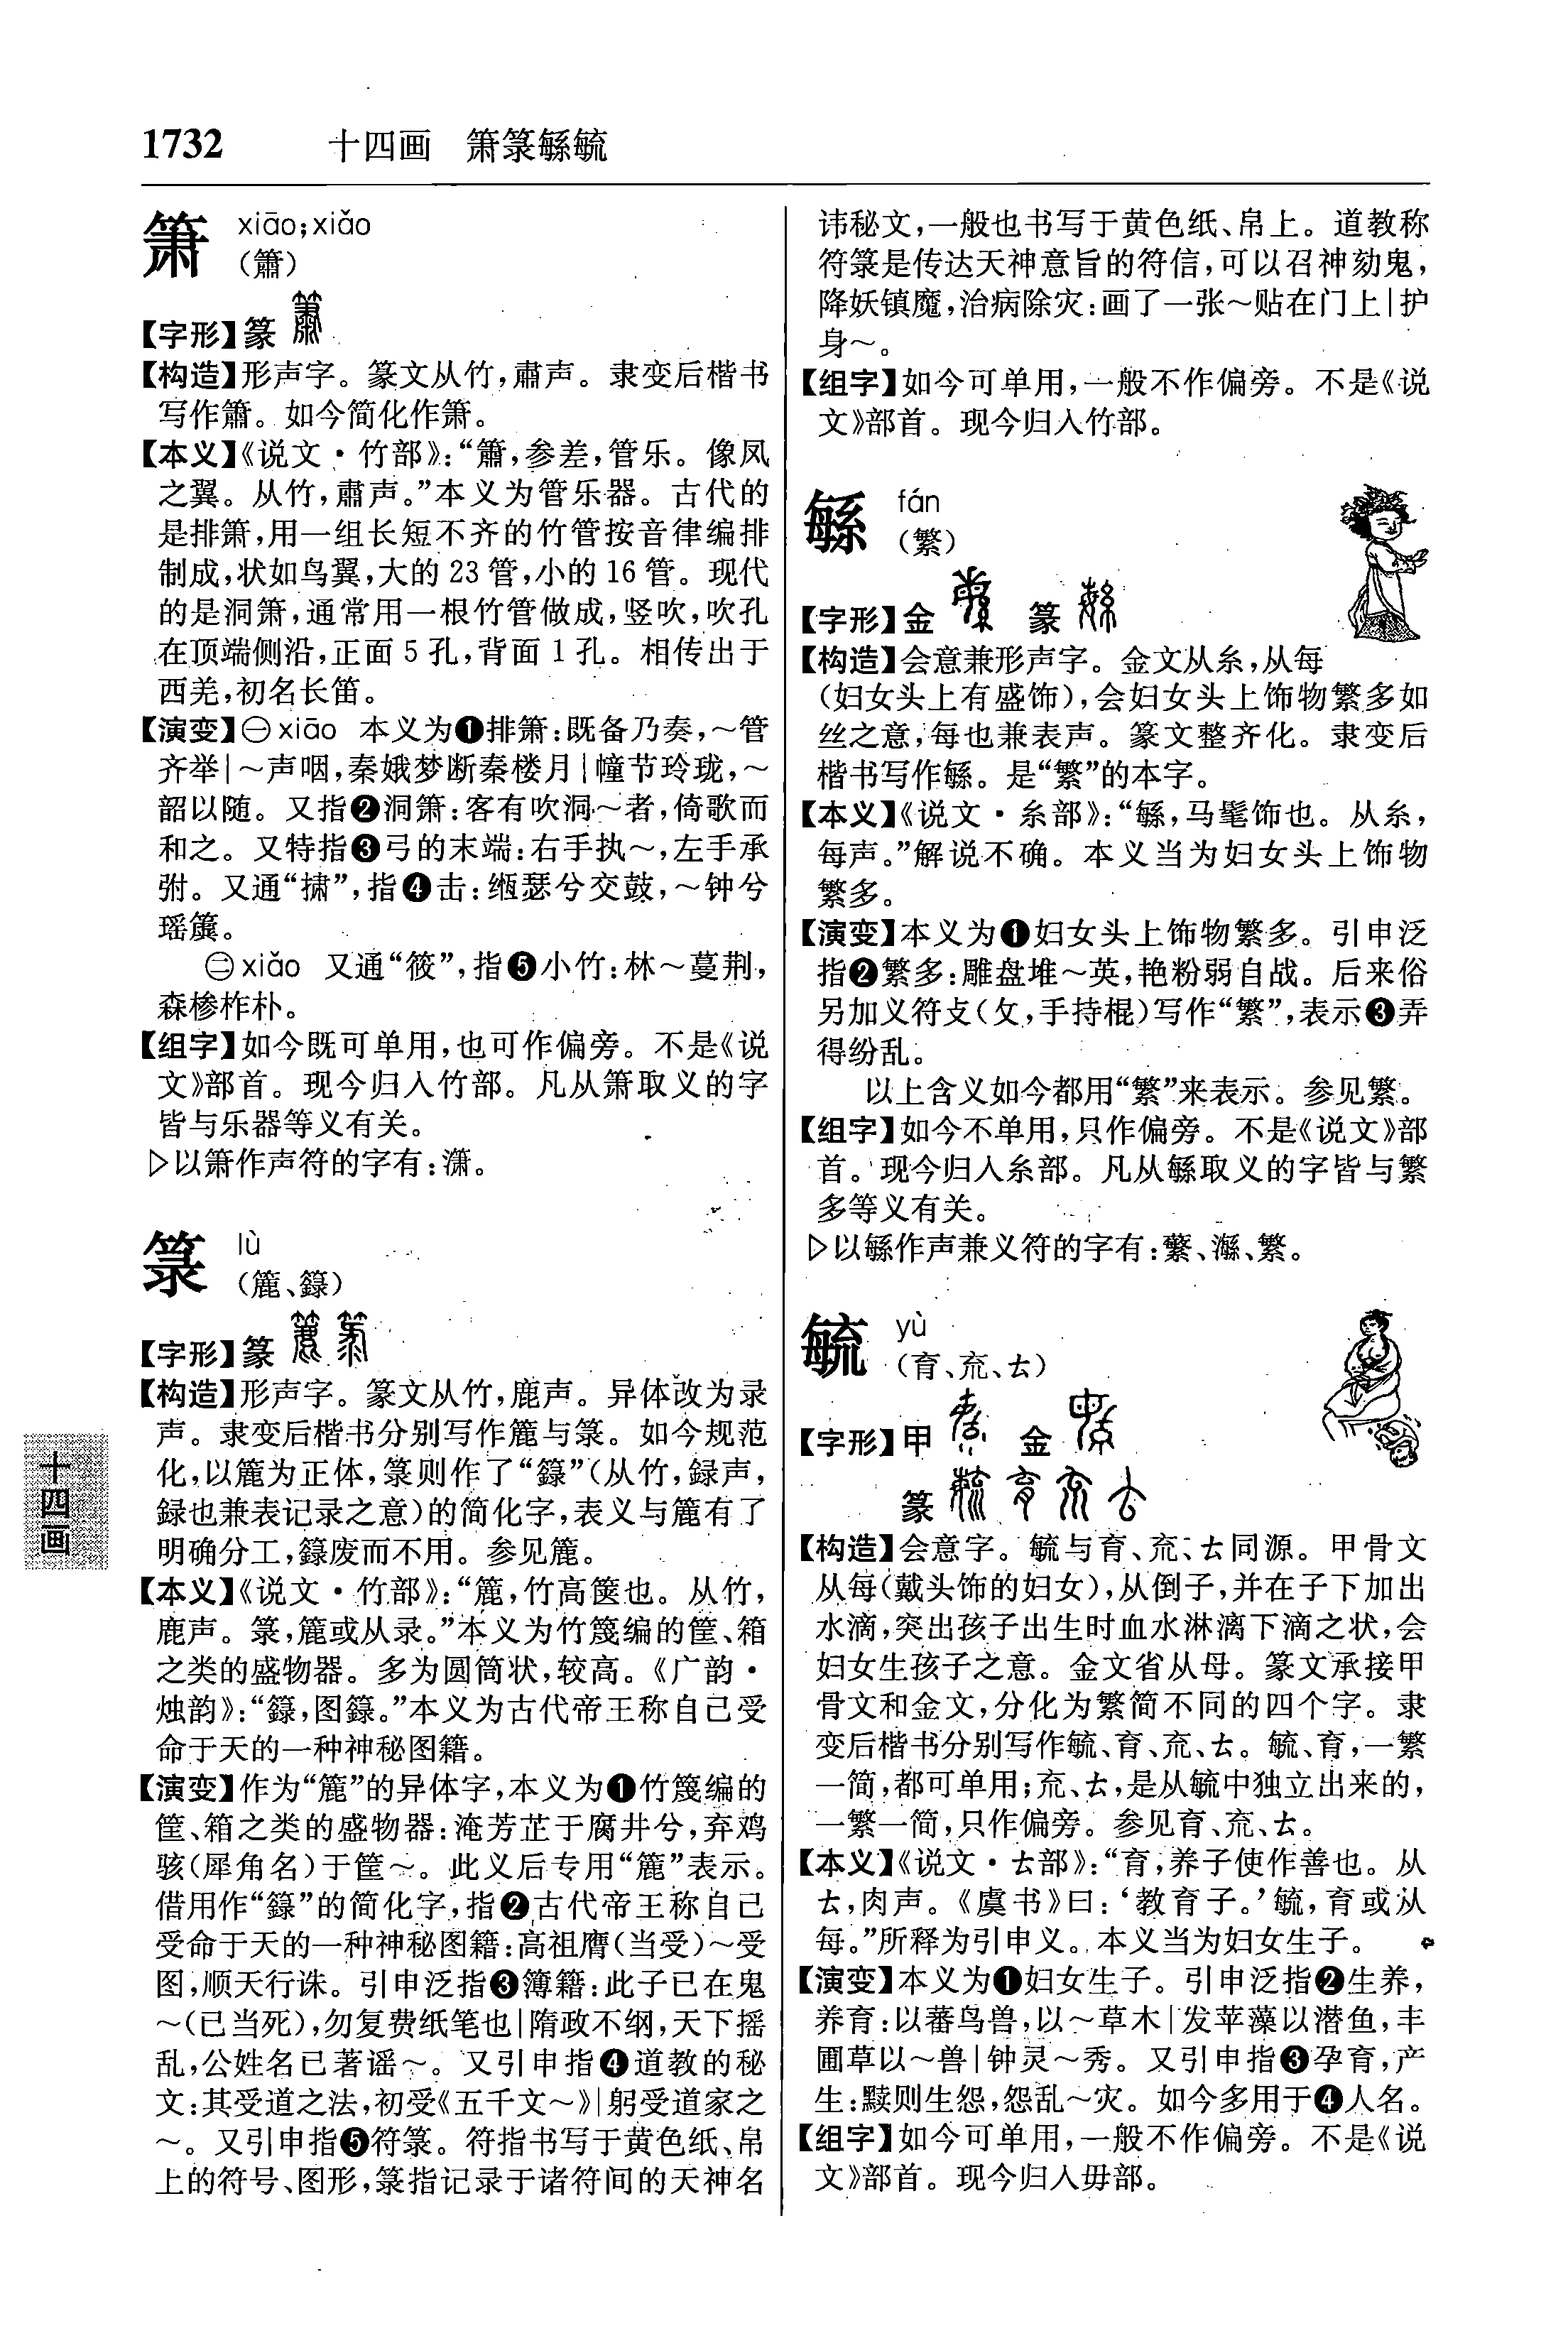 1732 十四画 箫箓緐毓
箫 xiāo;xiǎo
(簫)
【字形】篆
【构造】形声字。篆文从竹,肅声。隶变后楷书
写作簫。如今简化作箫。
【本义】《说文·竹部》:“簫,参差,管乐。像凤
之翼。从竹,肅声。”本义为管乐器。古代的
是排箫,用一组长短不齐的竹管按音律编排
制成,状如鸟翼,大的23管,小的16管。现代
的是洞箫,通常用一根竹管做成,竖吹,吹孔
在顶端侧沿,正面5孔,背面1孔。相传出于
西羌,初名长笛。
【演变】㊀xiāo 本义为❶排箫:既备乃奏,~管
齐举|~声咽,秦娥梦断秦楼月|幢节玲珑,~
韶以随。又指❷洞箫:客有吹洞~者,倚歌而
和之。又特指❸弓的末端:右手执~,左手承
弣。又通“㨹”,指❹击:縆瑟兮交鼓,~钟兮
瑶簴。
㊁xiǎo 又通“筱”,指❺小竹:林~蔓荆,
森椮柞朴。
【组字】如今既可单用,也可作偏旁。不是《说
文》部首。现今归入竹部。凡从箫取义的字
皆与乐器等义有关。
▷以箫作声符的字有:潇。
箓 lù
(簏、籙)
【字形】篆
【构造】形声字。篆文从竹,鹿声。异体改为录
声。隶变后楷书分别写作簏与箓。如今规范
化,以簏为正体,箓则作了“籙”(从竹,録声,
録也兼表记录之意)的简化字,表义与簏有了
明确分工,籙废而不用。参见簏。
【本义】《说文·竹部》:“簏,竹高箧也。从竹,
鹿声。箓,簏或从录。”本义为竹篾编的筐、箱
之类的盛物器。多为圆筒状,较高。《广韵·
烛韵》:“籙,图籙。”本义为古代帝王称自己受
命于天的一种神秘图籍。
【演变】作为“簏”的异体字,本义为❶竹篾编的
筐、箱之类的盛物器:淹芳芷于腐井兮,弃鸡
骇(犀角名)于筐~。此义后专用“簏”表示。
借用作“籙”的简化字,指❷古代帝王称自己
受命于天的一种神秘图籍:高祖膺(当受)~受
图,顺天行诛。引申泛指❸簿籍:此子已在鬼
~(已当死),勿复费纸笔也|隋政不纲,天下摇
乱,公姓名已著谣~。又引申指❹道教的秘
文:其受道之法,初受《五千文~》|躬受道家之
~。又引申指❺符箓。符指书写于黄色纸、帛
上的符号、图形,箓指记录于诸符间的天神名
讳秘文,一般也书写于黄色纸、帛上。道教称
符箓是传达天神意旨的符信,可以召神劾鬼,
降妖镇魔,治病除灾:画了一张~贴在门上|护
身~。
【组字】如今可单用,一般不作偏旁。不是《说
文》部首。现今归入竹部。
緐 fán
(繁)
【字形】金 篆
【构造】会意兼形声字。金文从糸,从每
(妇女头上有盛饰),会妇女头上饰物繁多如
丝之意,每也兼表声。篆文整齐化。隶变后
楷书写作緐。是“繁”的本字。
【本义】《说文·糸部》:“緐,马髦饰也。从糸,
每声。”解说不确。本义当为妇女头上饰物
繁多。
【演变】本义为❶妇女头上饰物繁多。引申泛
指❷繁多:雕盘堆~英,艳粉弱自战。后来俗
另加义符攴(攵,手持棍)写作“繁”,表示❸弄
得纷乱。
以上含义如今都用“繁”来表示。参见繁。
【组字】如今不单用,只作偏旁。不是《说文》部
首。现今归入糸部。凡从緐取义的字皆与繁
多等义有关。
▷以緐作声兼义符的字有:蘩、瀪、繁。
毓 yù
(育、㐬、𠫓)
【字形】甲 金
篆
【构造】会意字。毓与育、㐬、𠫓同源。甲骨文
从每(戴头饰的妇女),从倒子,并在子下加出
水滴,突出孩子出生时血水淋漓下滴之状,会
妇女生孩子之意。金文省从母。篆文承接甲
骨文和金文,分化为繁简不同的四个字。隶
变后楷书分别写作毓、育、㐬、𠫓。毓、育,一繁
一简,都可单用;㐬、𠫓,是从毓中独立出来的,
一繁一简,只作偏旁。参见育、㐬、𠫓。
【本义】《说文·𠫓部》:“育,养子使作善也。从
𠫓,肉声。《虞书》曰:‘教育子。’毓,育或从
每。”所释为引申义。本义当为妇女生子。
【演变】本义为❶妇女生子。引申泛指❷生养,
养育:以蕃鸟兽,以~草木|发苹藻以潜鱼,丰
圃草以~兽|钟灵~秀。又引申指❸孕育,产
生:黩则生怨,怨乱~灾。如今多用于❹人名。
【组字】如今可单用,一般不作偏旁。不是《说
文》部首。现今归入毋部。
十四画